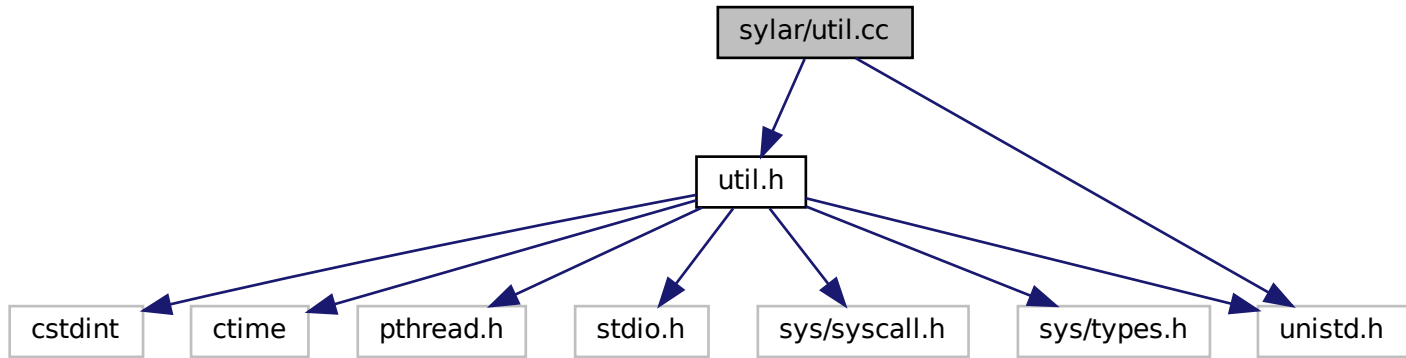 sylar/util.cc
util.h
cstdint
ctime
pthread.h
stdio.h
sys/syscall.h
sys/types.h
unistd.h